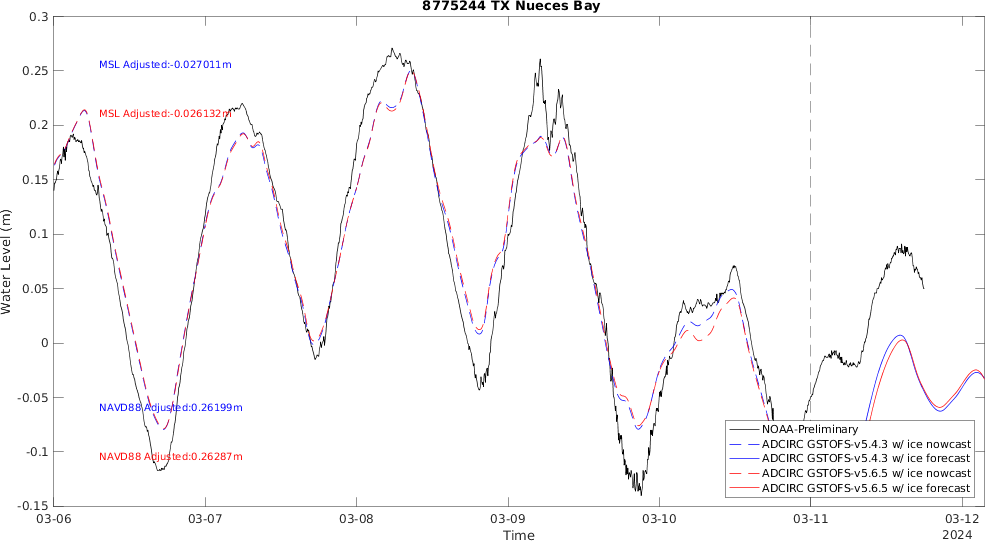 8775244 TX Nueces Bay
0.3
0.25
0.2
0.15
0.1
0.05
0
-0.05
-0.1
-0.15
Water Level (m)
MSL Adjusted:-0.027011m
MSL Adjusted:-0.026132m
NAVD88 Adjusted:0.26199m
NAVD88 Adjusted:0.26287m
NOAA-Preliminary
ADCIRC GSTOFS-v5.4.3 w/ ice nowcast
ADCIRC GSTOFS-v5.4.3 w/ ice forecast
ADCIRC GSTOFS-v5.6.5 w/ ice nowcast
ADCIRC GSTOFS-v5.6.5 w/ ice forecast
03-06 03-07 03-08 03-09 03-10 03-11 03-12
Time
2024